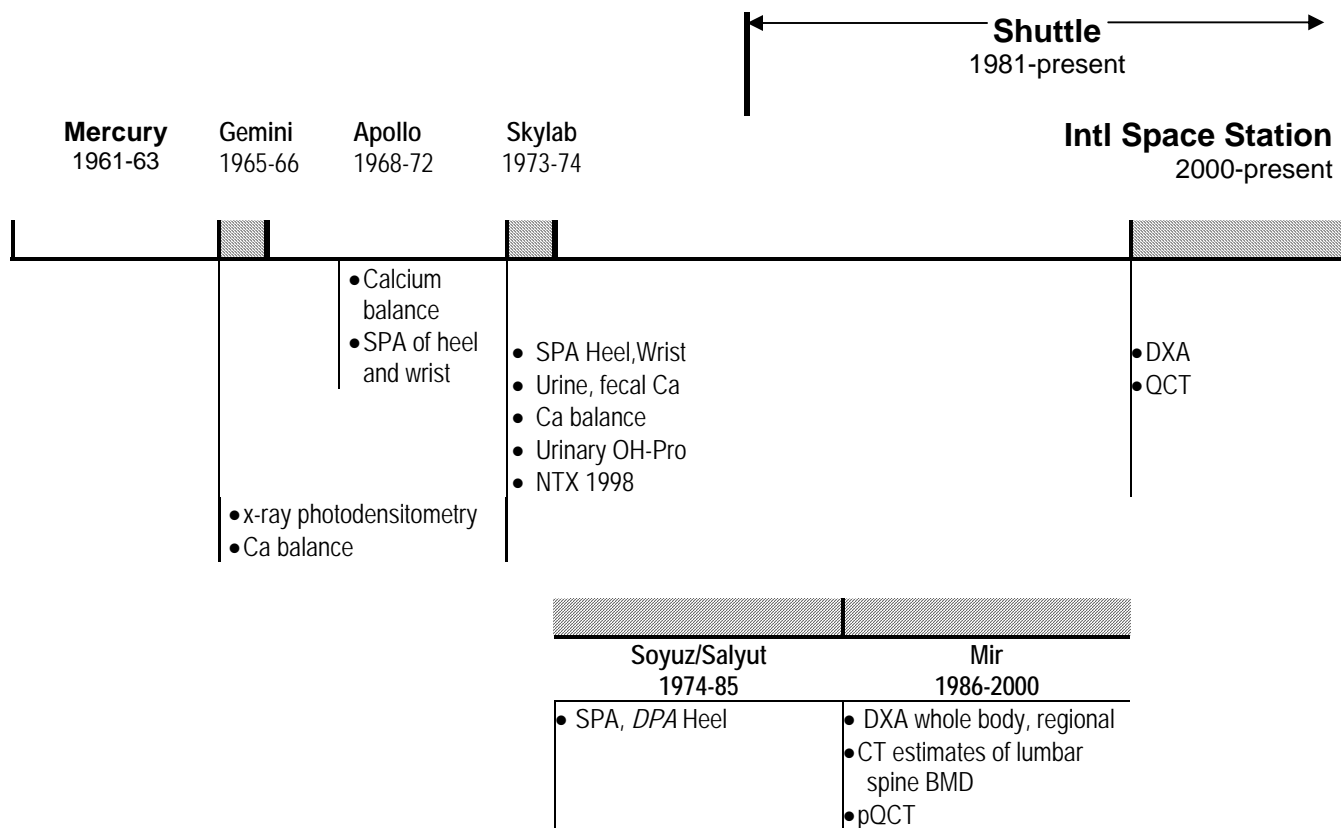 Shuttle
1981-present
Mercury
1961-63
Gemini
1965-66
Apollo
1968-72
Skylab
1973-74
Intl Space Station
2000-present
• Calcium
balance
• SPA of heel
and wrist
• SPA Heel,Wrist
• Urine, fecal Ca
• Ca balance
• Urinary OH-Pro
• NTX 1998
• DXA
• QCT
• x-ray photodensitometry
• Ca balance
Soyuz/Salyut
1974-85
• SPA, DPA Heel
Mir
1986-2000
• DXA whole body, regional
• CT estimates of lumbar
spine BMD
• pQCT